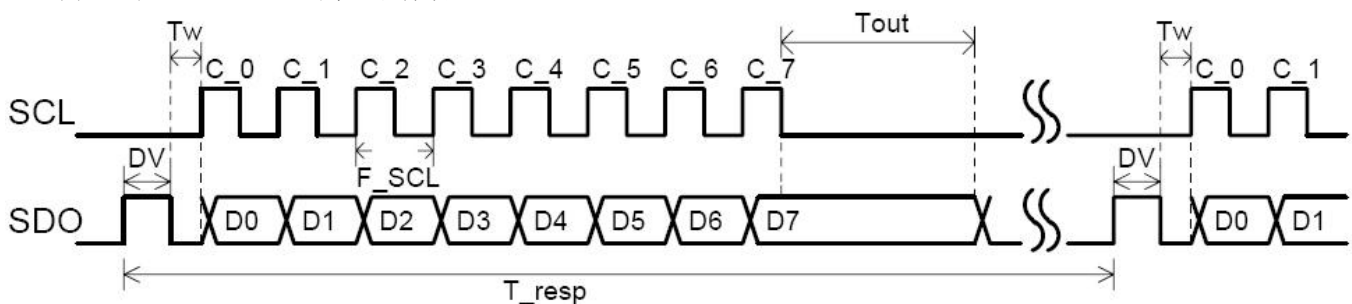 Tw Tout Tw
C_0 C_1 C_2 C_3 C_4 C_5 C_6 C_7 C_0 C_1
SCL
DV F_SCL DV
SDO D0 D1 D2 D3 D4 D5 D6 D7 D0 D1
T_resp